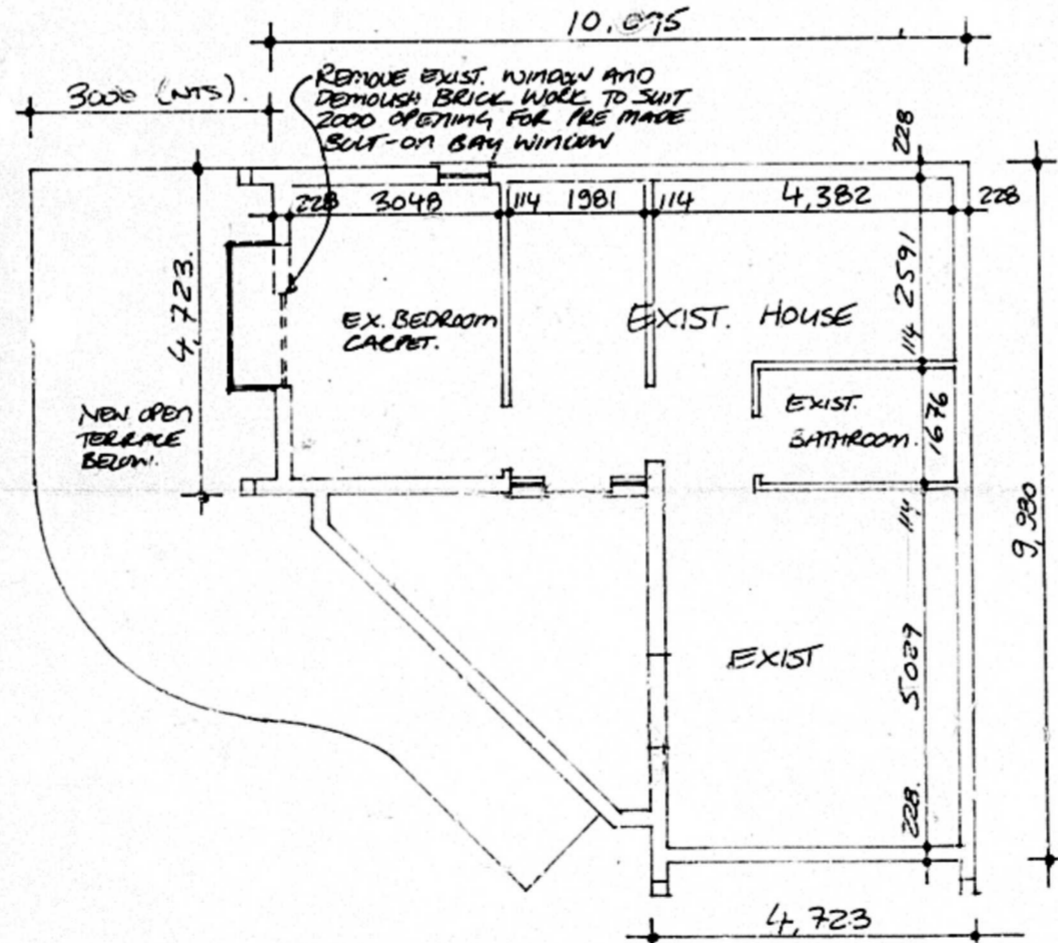 10.095
3000 (NTS).
REMOVE EXIST. WINDOW AND
DEMOLISH BRICK WORK TO SUIT
2000 OPENING FOR PRE MADE
BOLT-ON BAY WINDOW
228
228 3048 114 1981 114 4,382 228
4,723.
2591
EX. BEDROOM
CARPET.
EXIST. HOUSE
114
NEW OPEN
TERRACE
BELOW.
EXIST.
BATHROOM.
1676
114
9,980
EXIST
5029
228
4,723